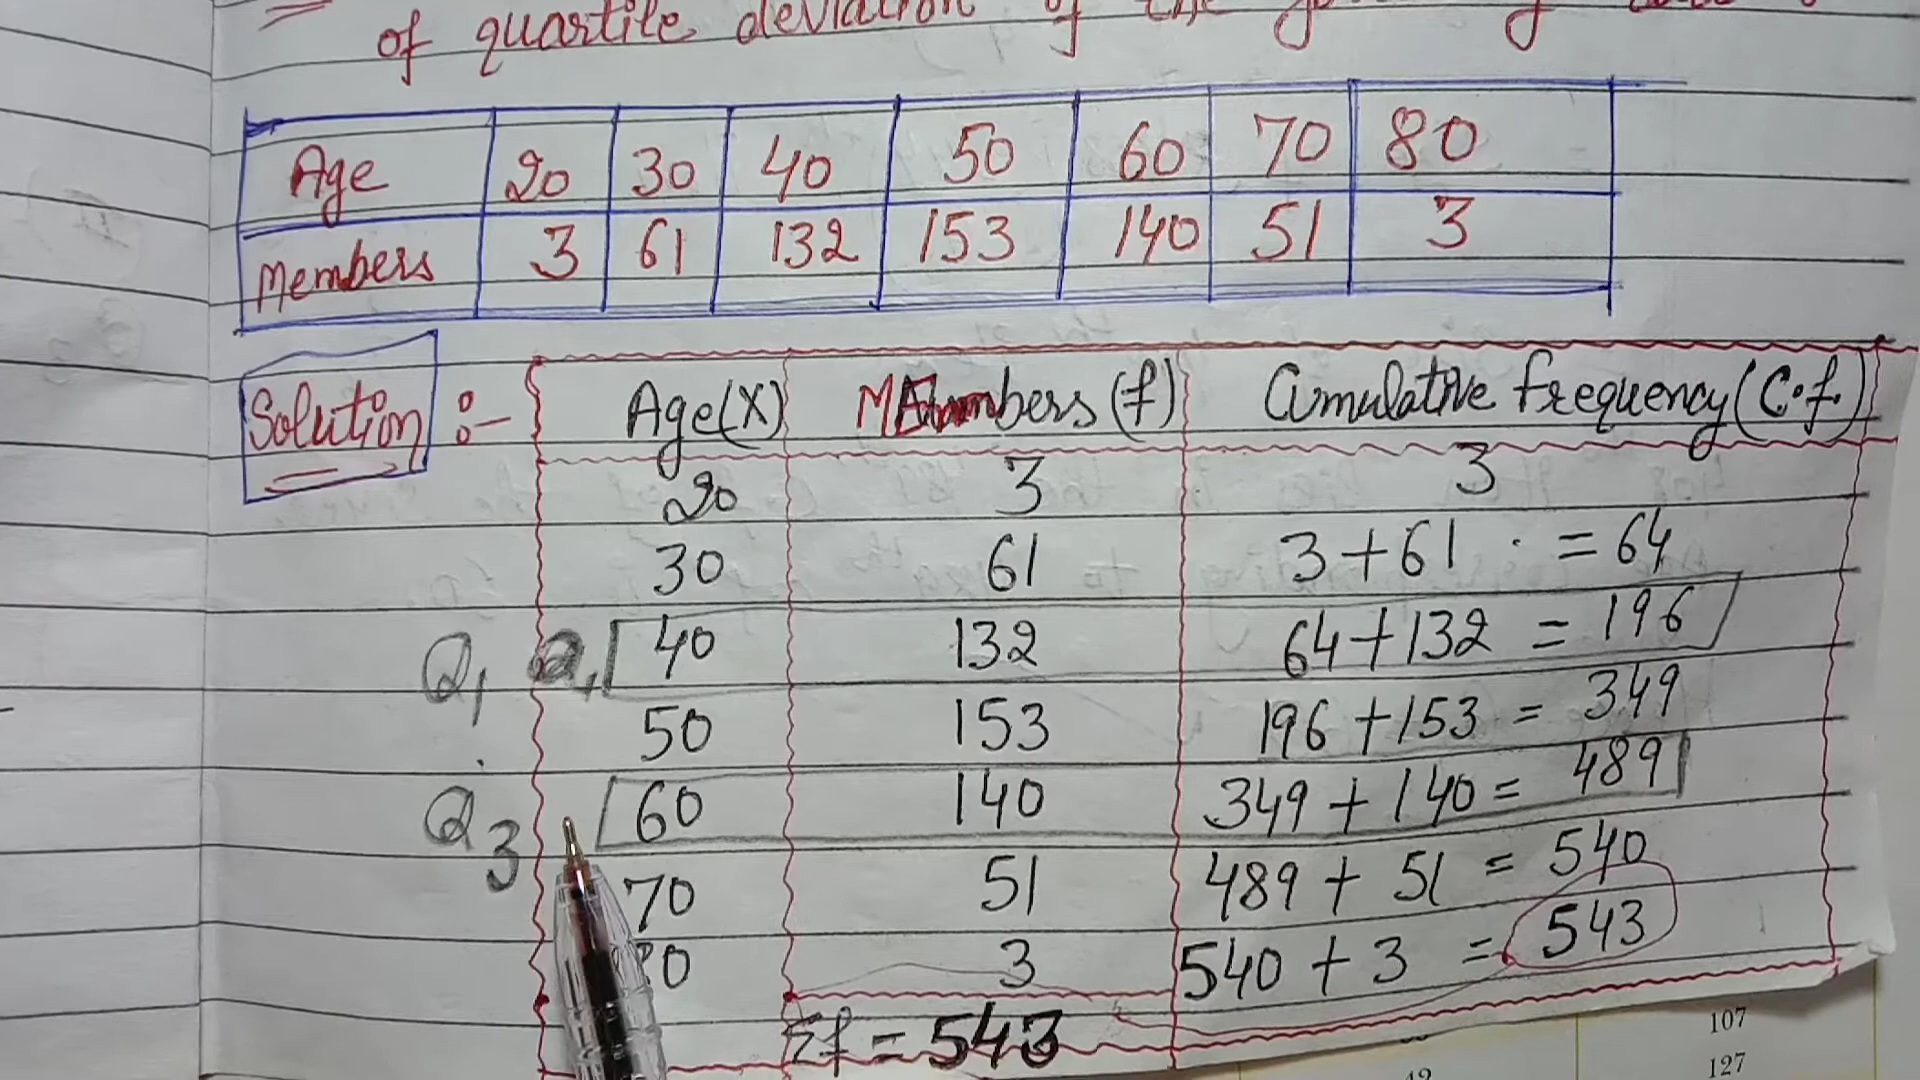 of quartile deviation of the
Age 20 30 40 50 60 70 80
Members 3 61 132 153 140 51 3
Solution :- Age(X) Members (f) Cumulative frequency (C.f.)
20 3 3
30 61 3+61 = 64
Q1 Q1 40 132 64+132 = 196
50 153 196+153 = 349
Q3 60 140 349+140 = 489
70 51 489+51 = 540
80 3 540+3 = 543
Σf = 543
107
127